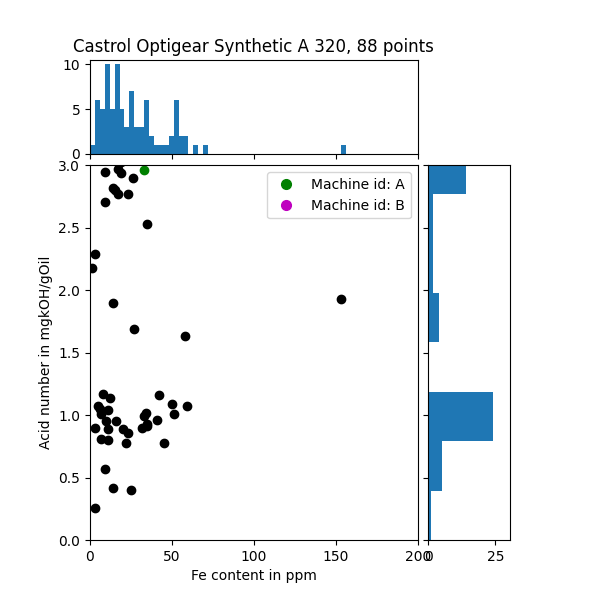 Castrol Optigear Synthetic A 320, 88 points
10
5
0
3.0
2.5
2.0
1.5
1.0
0.5
0.0
Acid number in mgkOH/gOil
Machine id: A
Machine id: B
0 50 100 150 200
0 25
Fe content in ppm